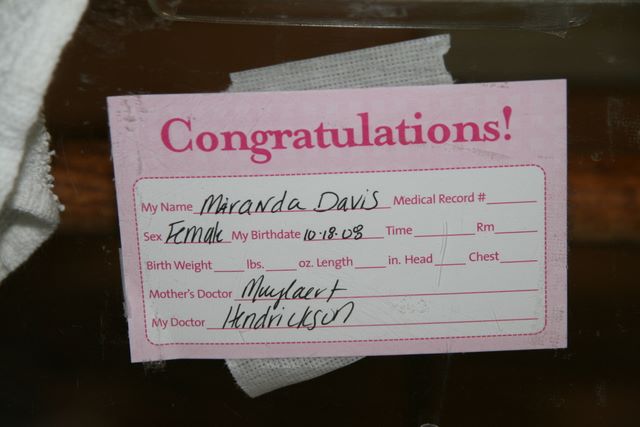 Congratulations!
My Name Miranda Davis Medical Record #
Sex Female My Birthdate 10·18·08 Time Rm
Birth Weight lbs. oz. Length in. Head Chest
Mother's Doctor Muylaert
My Doctor Hendrickson